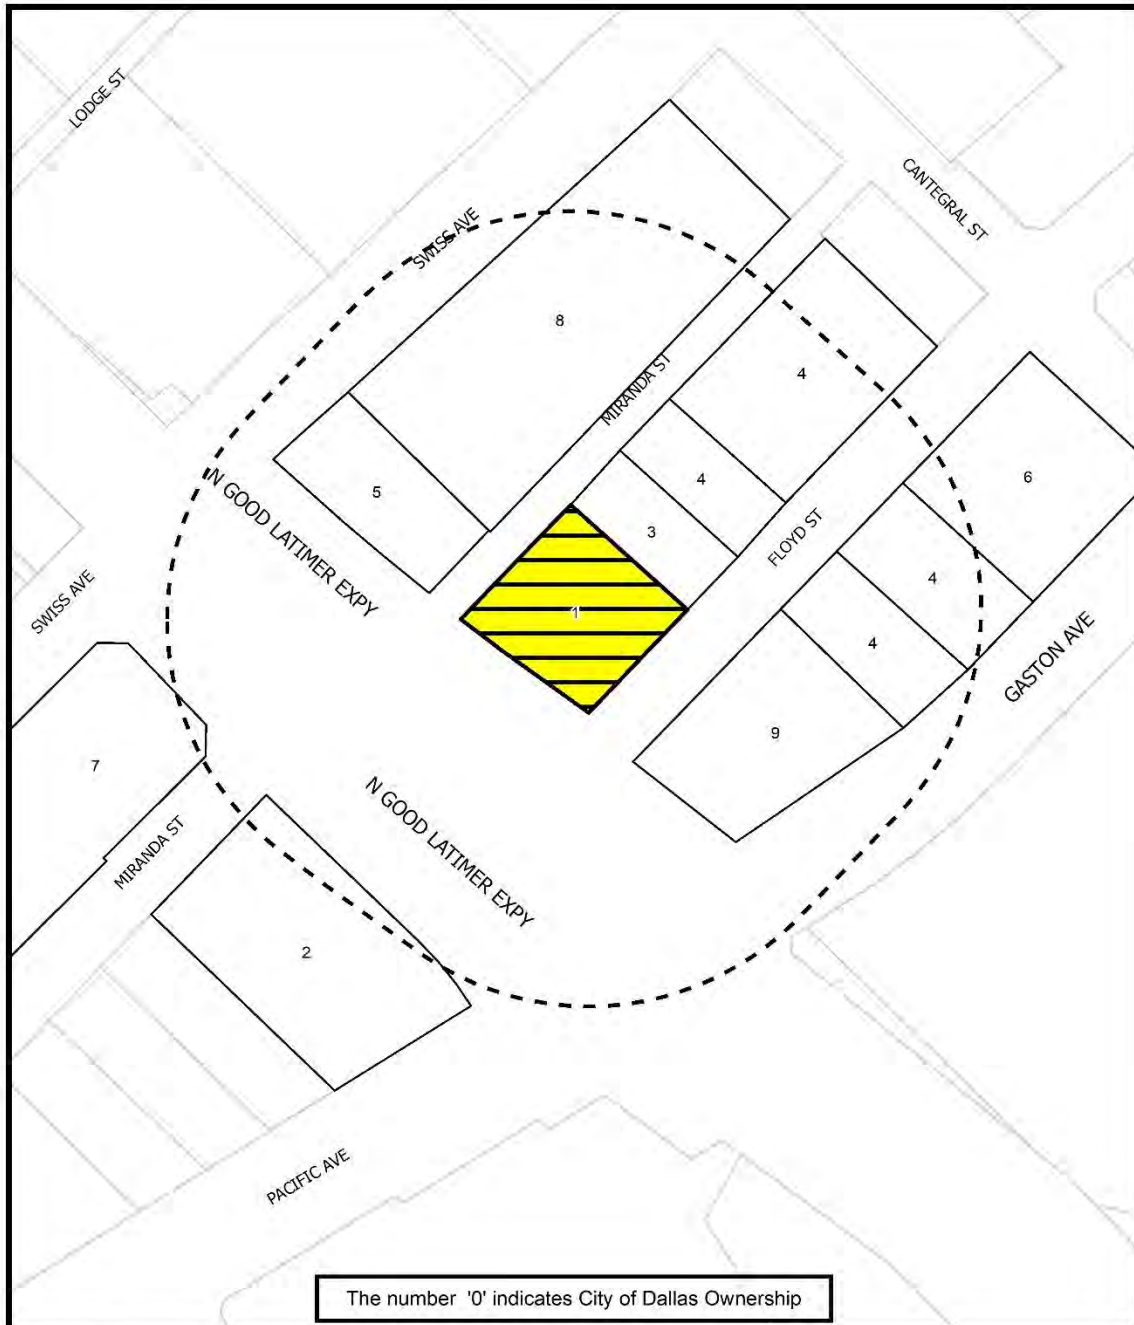 LODGE ST
CANTEGRAL ST
SWISS AVE
8
MIRANDA ST
4
N GOOD LATIMER EXPY
5
4
6
3
FLOYD ST
4
SWISS AVE
1
4
GASTON AVE
9
7
N GOOD LATIMER EXPY
MIRANDA ST
2
PACIFIC AVE
The number '0' indicates City of Dallas Ownership